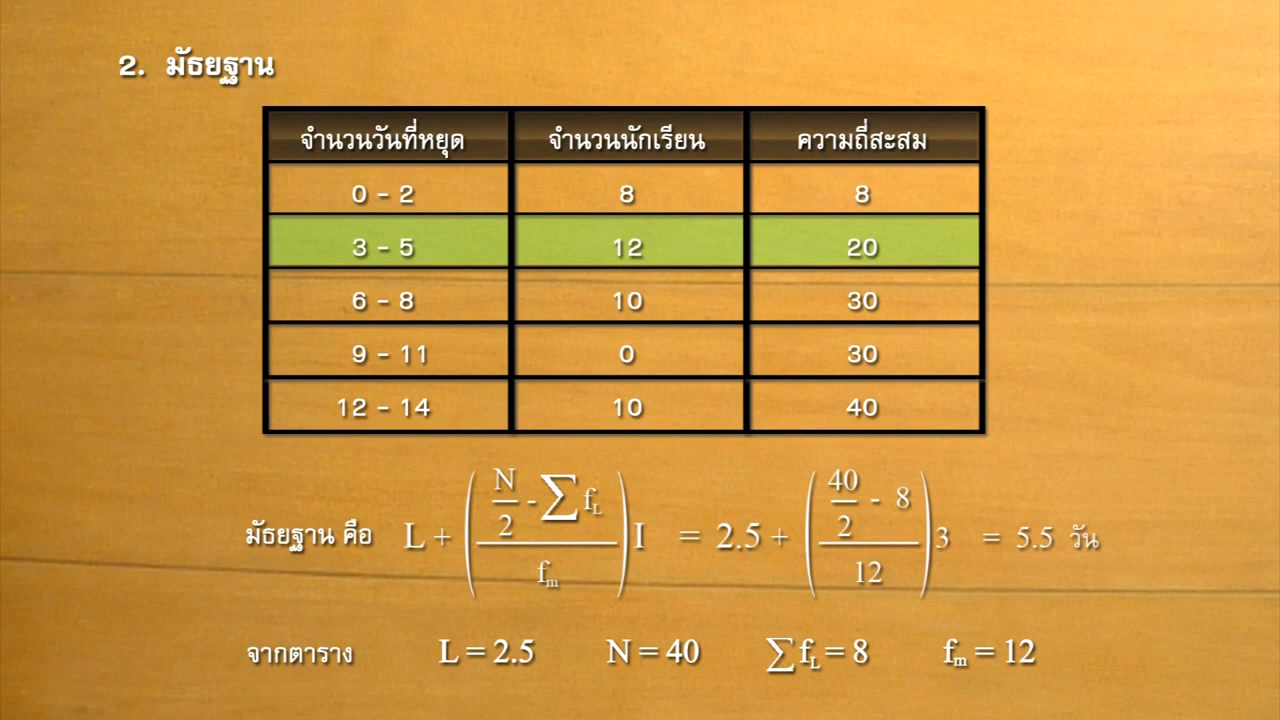 2. มัธยฐาน
จำนวนวันที่หยุด จำนวนนักเรียน ความถี่สะสม
0 - 2 8 8
3 - 5 12 20
6 - 8 10 30
9 - 11 0 30
12 - 14 10 40
มัธยฐาน คือ L + ((N/2 - ∑f_L)/f_m) I = 2.5 + ((40/2 - 8)/12) 3 = 5.5 วัน
จากตาราง L = 2.5 N = 40 ∑f_L = 8 f_m = 12